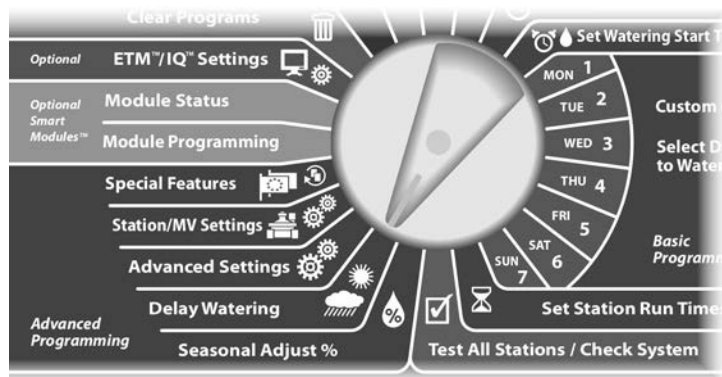 Clear Programs
Set Watering Start T
Optional
ETM™/IQ™ Settings
Optional
Smart
Modules™
Module Status
Module Programming
Special Features
Station/MV Settings
Advanced Settings
Delay Watering
Seasonal Adjust %
Advanced
Programming
%
MON 1
TUE 2
WED 3
THU 4
FRI 5
SAT 6
SUN 7
Custom
Select D
to Water
Basic
Programm
Set Station Run Time
Test All Stations / Check System